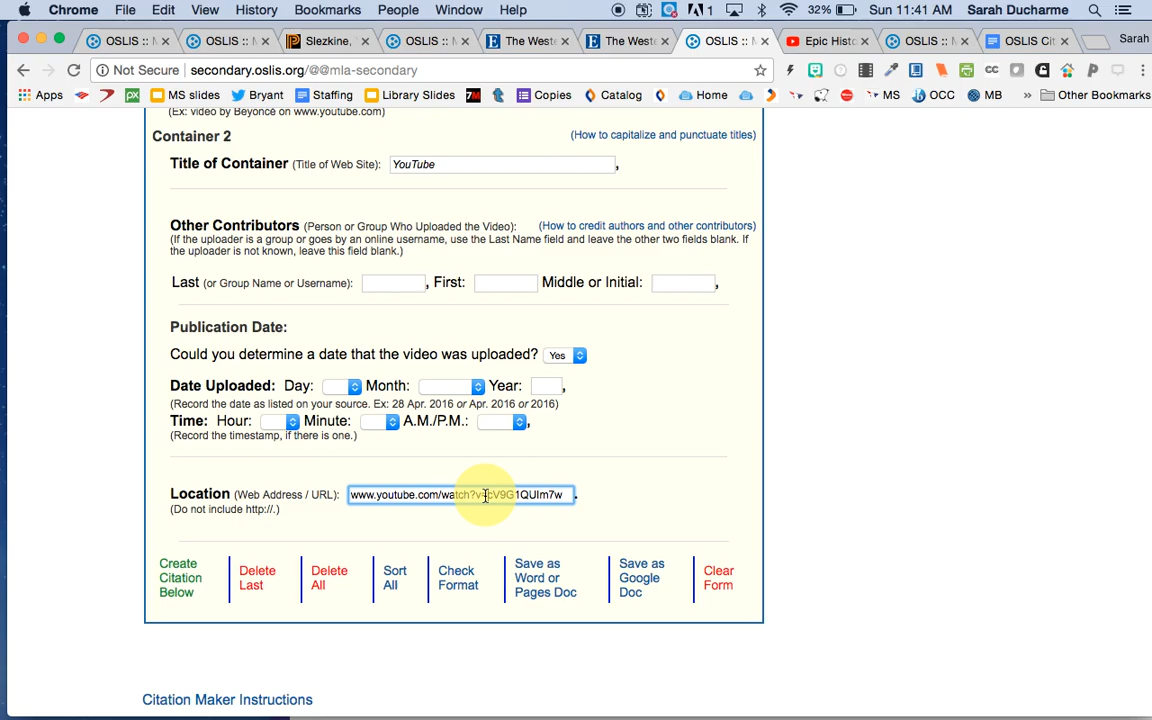 Chrome File Edit View History Bookmarks People Window Help 32% Sun 11:41 AM Sarah Ducharme
OSLIS :: M OSLIS :: M Slezkine, OSLIS :: M The West The West OSLIS :: M Epic Hist OSLIS :: M OSLIS Cit Sarah
Not Secure secondary.oslis.org/@@mla-secondary
Apps PX MS slides Bryant Staffing Library Slides Copies Catalog Home MS OCC MB » Other Bookmarks
(Ex: video by Beyonce on www.youtube.com)
Container 2 (How to capitalize and punctuate titles)
Title of Container (Title of Web Site): YouTube ,
Other Contributors (Person or Group Who Uploaded the Video): (How to credit authors and other contributors)
(If the uploader is a group or goes by an online username, use the Last Name field and leave the other two fields blank. If
the uploader is not known, leave this field blank.)
Last (or Group Name or Username): , First: Middle or Initial: ,
Publication Date:
Could you determine a date that the video was uploaded? Yes
Date Uploaded: Day: Month: Year: ,
(Record the date as listed on your source. Ex: 28 Apr. 2016 or Apr. 2016 or 2016)
Time: Hour: Minute: A.M./P.M.: ,
(Record the timestamp, if there is one.)
Location (Web Address / URL): www.youtube.com/watch?v=cV9G1QUIm7w .
(Do not include http://.)
Create Citation Below
Delete Last
Delete All
Sort All
Check Format
Save as Word or Pages Doc
Save as Google Doc
Clear Form
Citation Maker Instructions